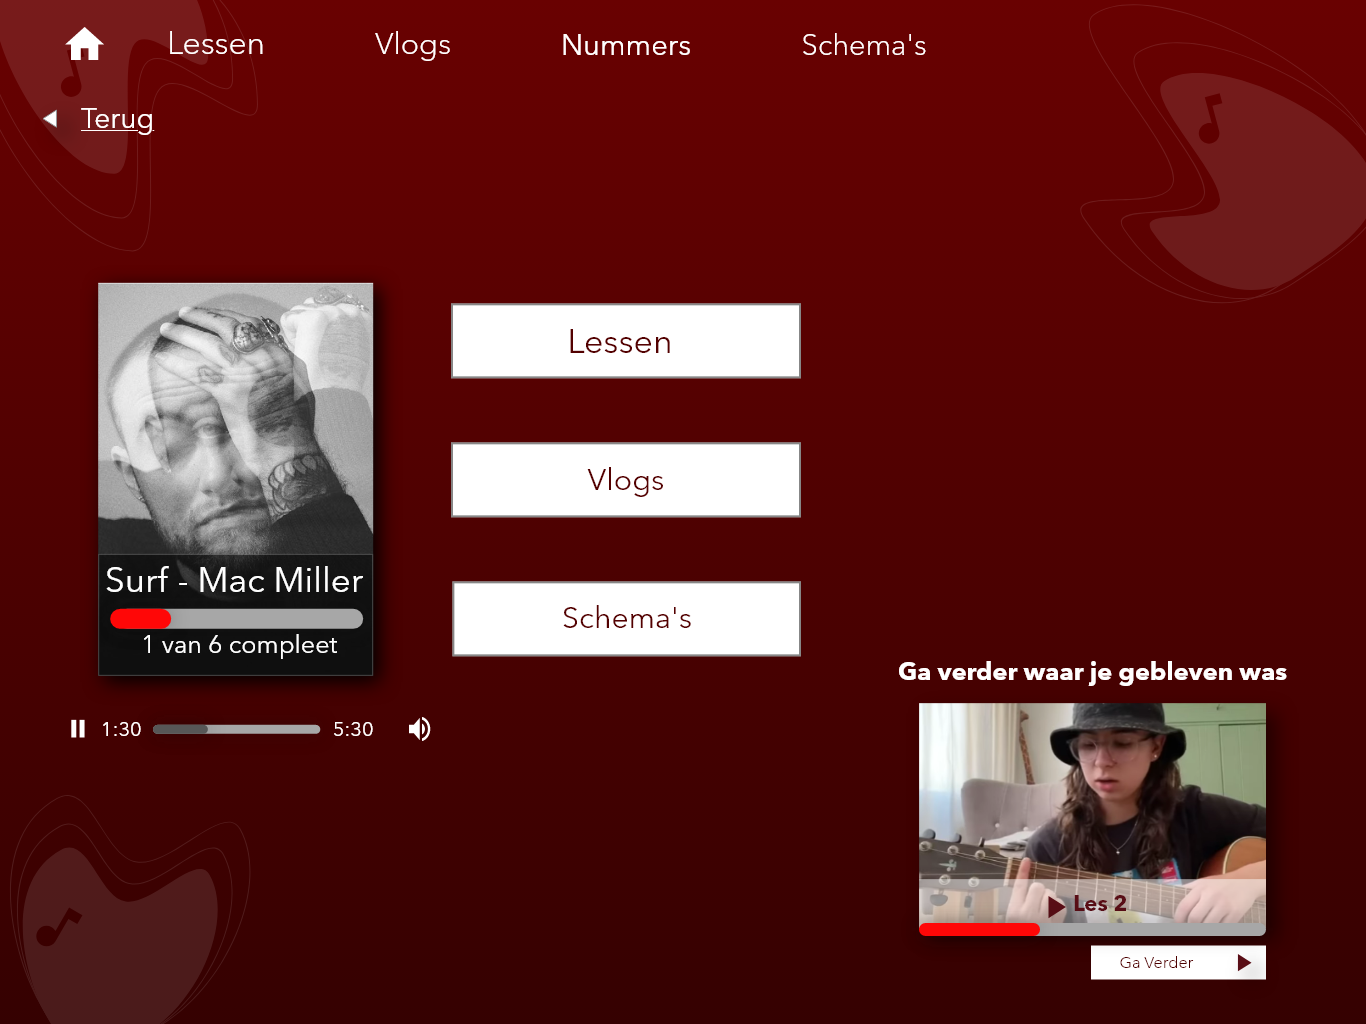 Lessen
Vlogs
Nummers
Schema's
Terug
Lessen
Vlogs
Surf - Mac Miller
1 van 6 compleet
Schema's
1:30
5:30
Ga verder waar je gebleven was
Les 2
Ga Verder